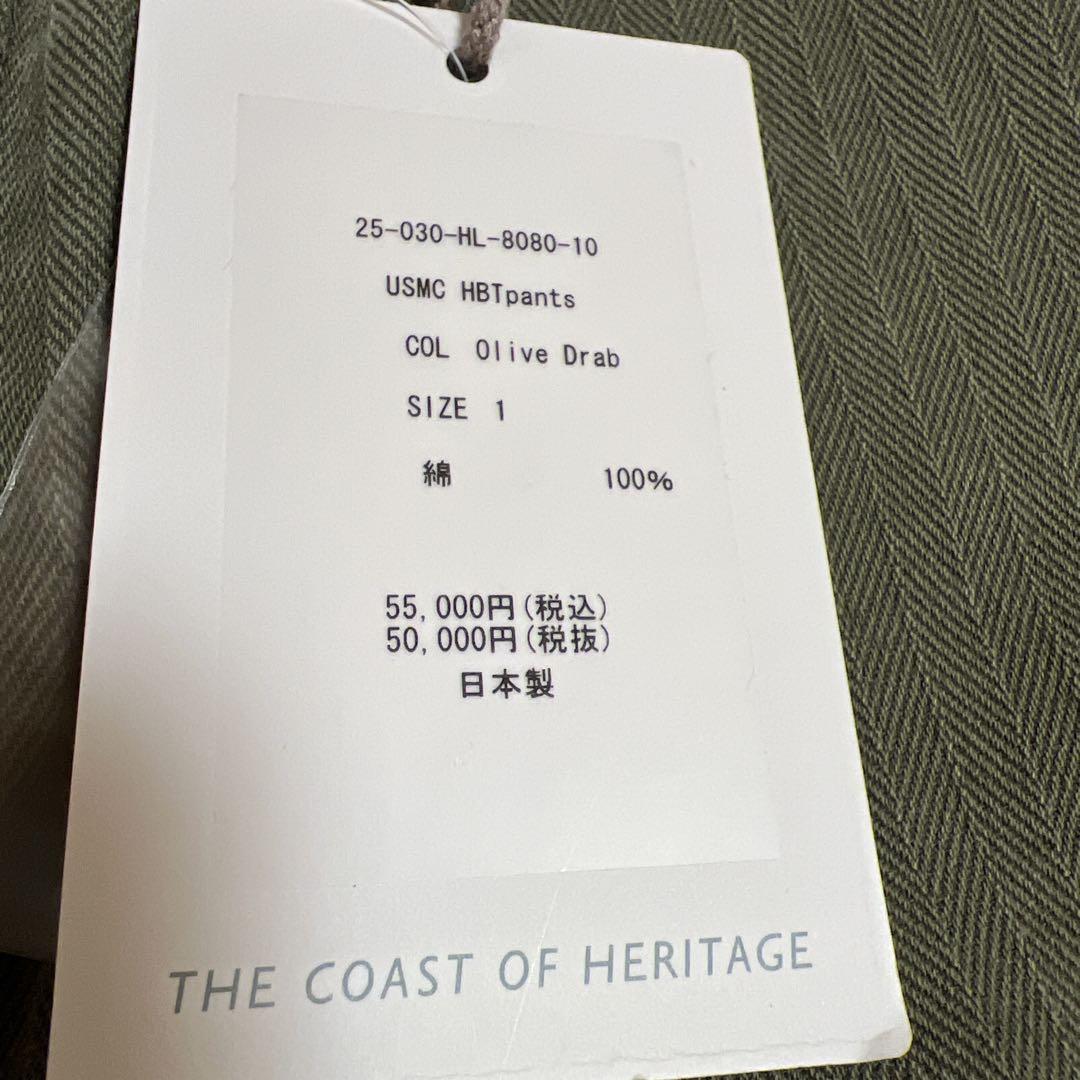 25-030-HL-8080-10
USMC HBTpants
COL Olive Drab
SIZE 1
綿 100%
55,000円(税込)
50,000円(税抜)
日本製
THE COAST OF HERITAGE